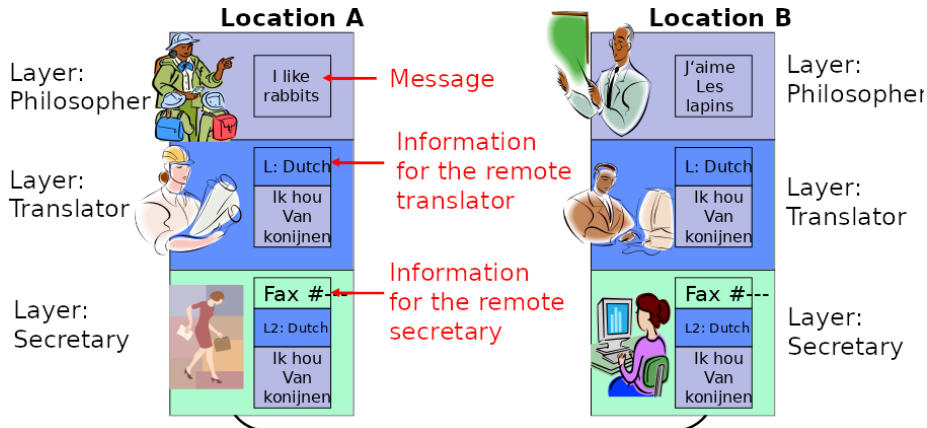 Location A
Location B
Layer:
Philosopher
I like
rabbits
Message
J‘aime
Les
lapins
Layer:
Philosopher
Layer:
Translator
L: Dutch
Ik hou
Van
konijnen
Information
for the remote
translator
L: Dutch
Ik hou
Van
konijnen
Layer:
Translator
Layer:
Secretary
Fax #---
L2: Dutch
Ik hou
Van
konijnen
Information
for the remote
secretary
Fax #---
L2: Dutch
Ik hou
Van
konijnen
Layer:
Secretary